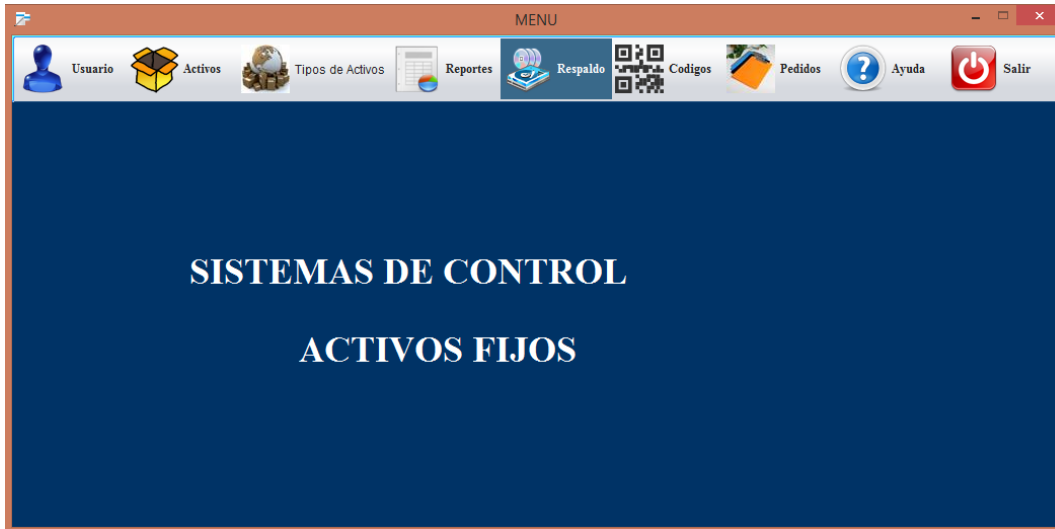 MENU
Usuario Activos Tipos de Activos Reportes Respaldo Codigos Pedidos Ayuda Salir
SISTEMAS DE CONTROL
ACTIVOS FIJOS